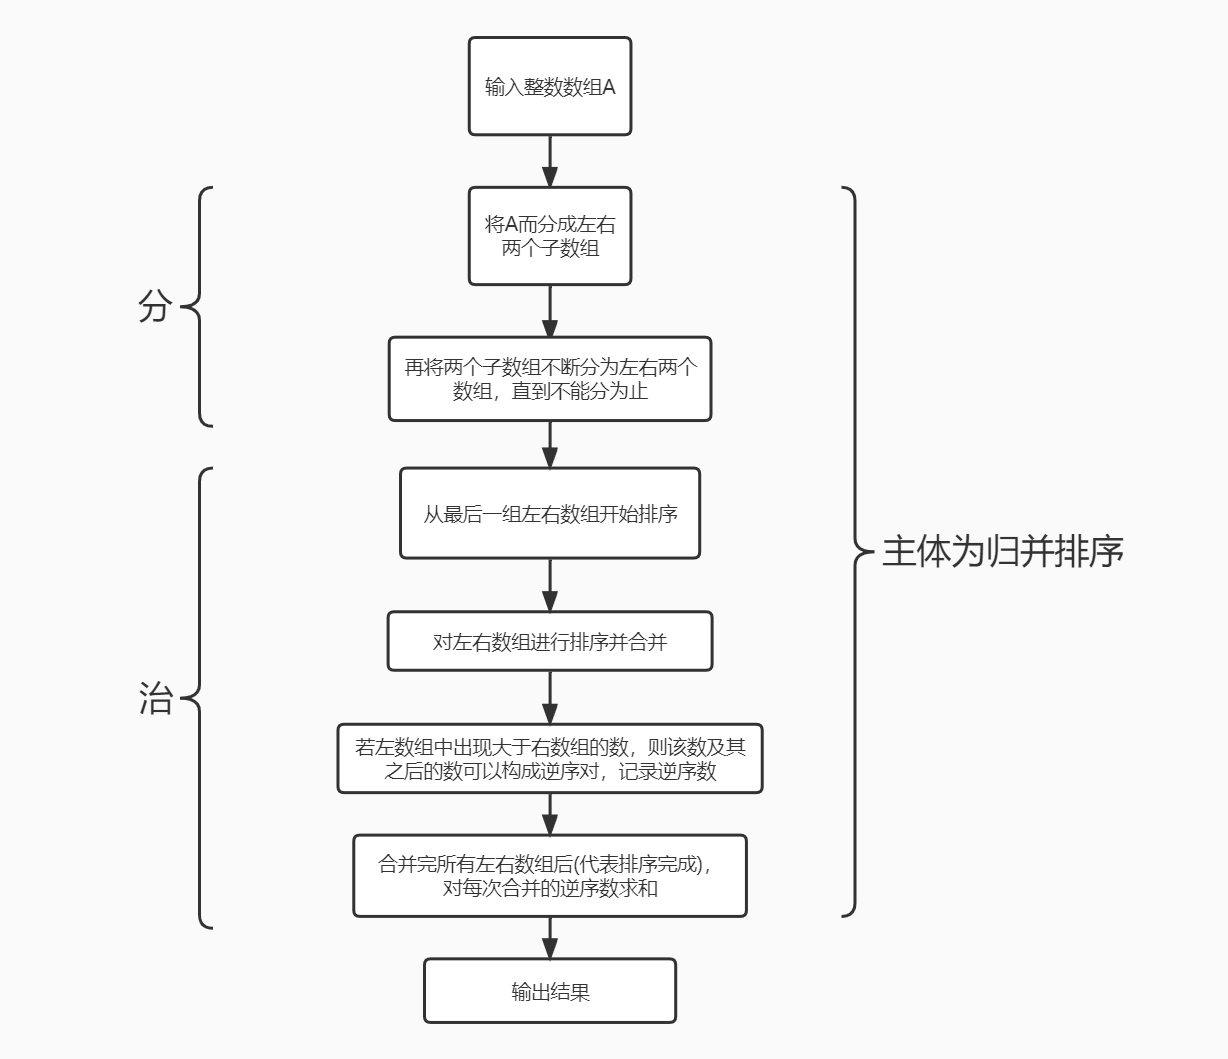 输入整数数组A
将A而分成左右
两个子数组
分
再将两个子数组不断分为左右两个
数组，直到不能分为止
从最后一组左右数组开始排序
主体为归并排序
对左右数组进行排序并合并
治
若左数组中出现大于右数组的数，则该数及其
之后的数可以构成逆序对，记录逆序数
合并完所有左右数组后(代表排序完成)，
对每次合并的逆序数求和
输出结果